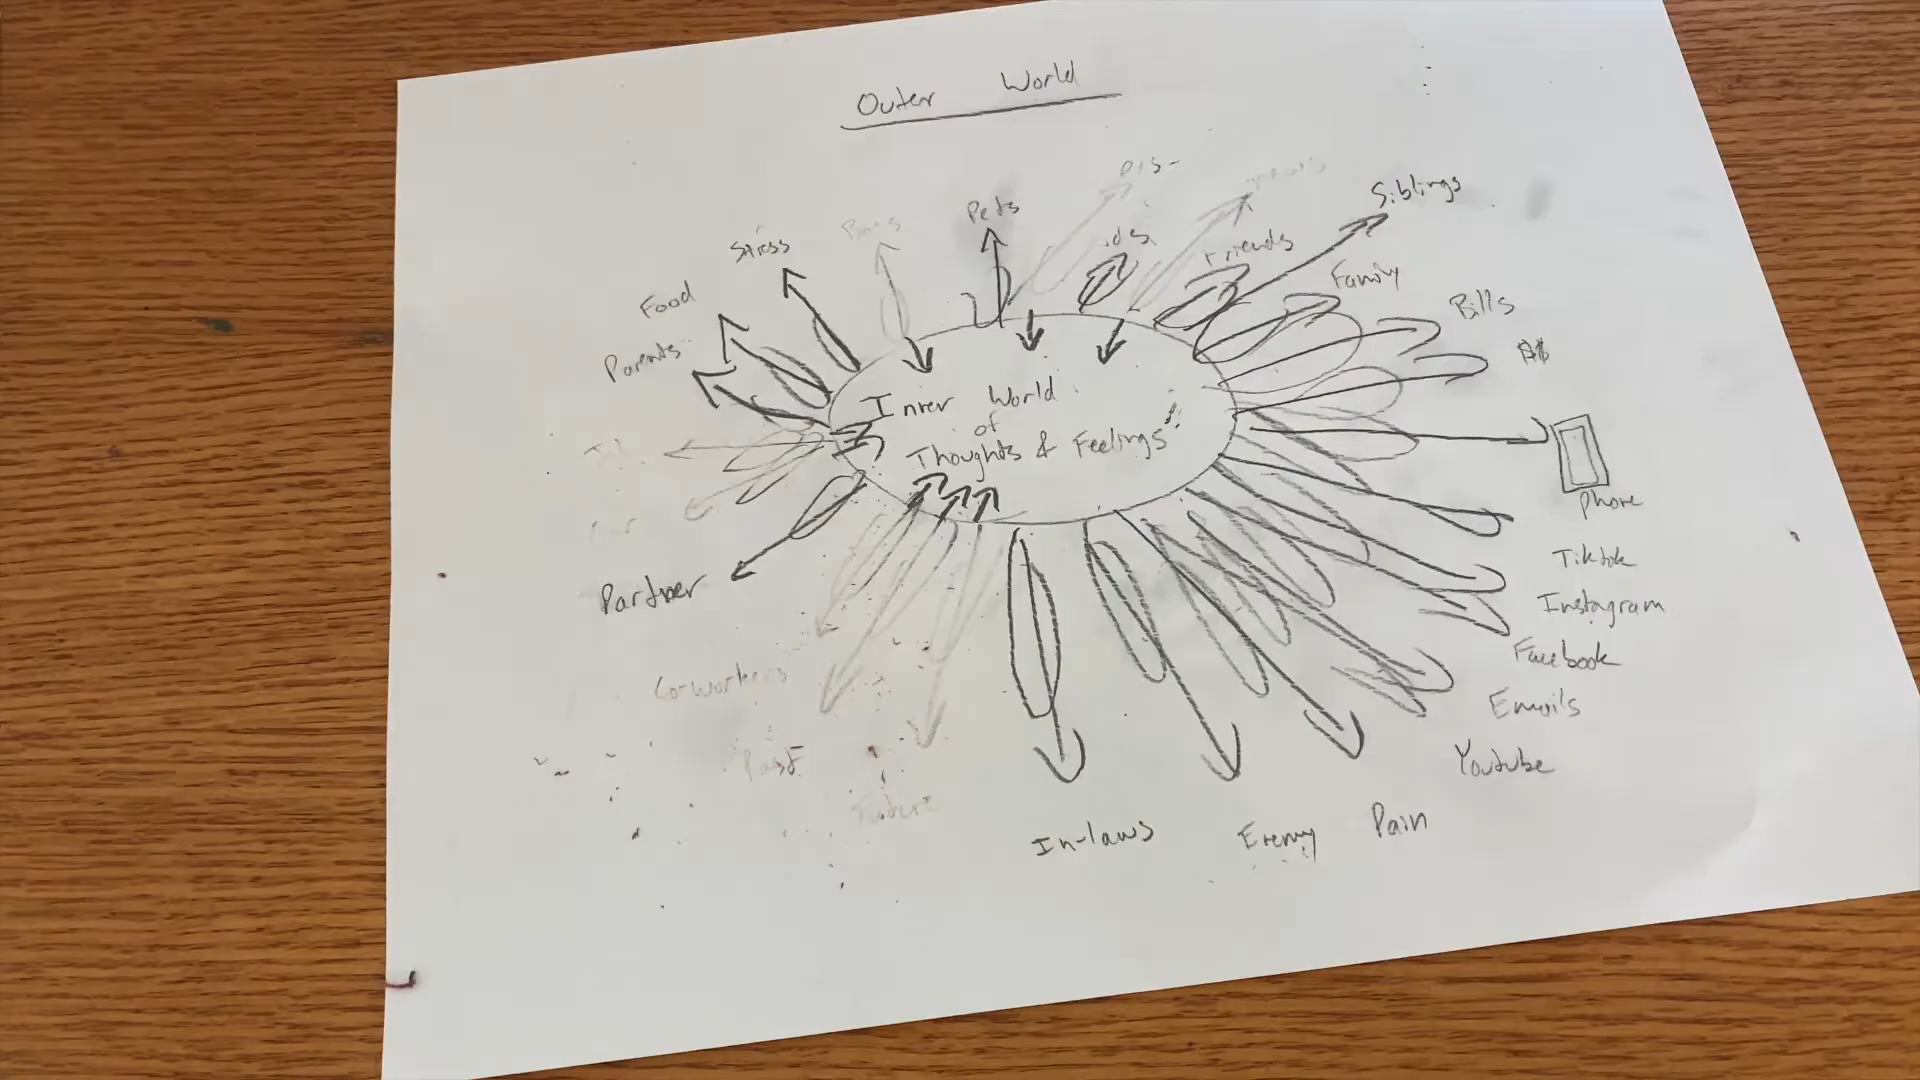 Outer World
Siblings
Pets
Stress
Friends
Family
Food
Bills
Parents
Inner World
of
Thoughts & Feelings
Phone
Tiktok
Partner
Instagram
Facebook
Co-workers
Emails
Past
Youtube
Future
In-laws
Enemy
Pain